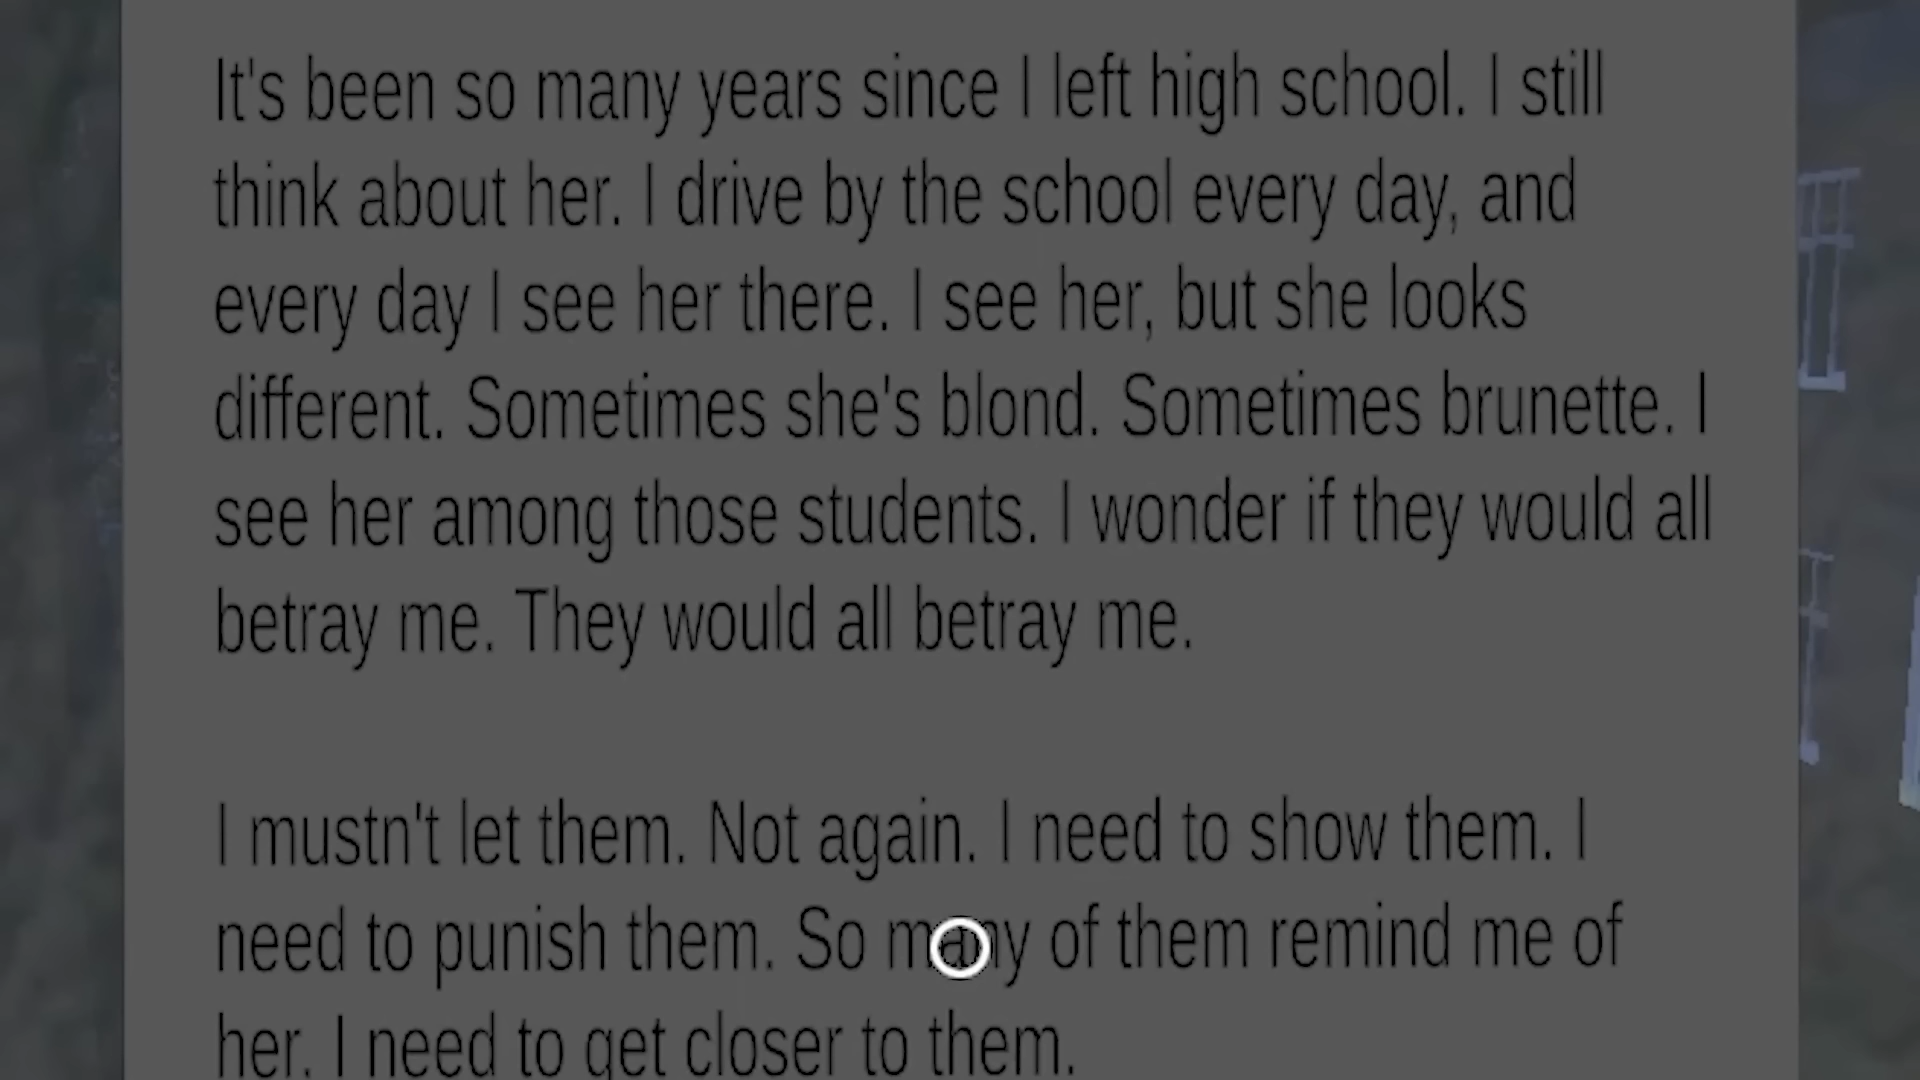 It's been so many years since I left high school. I still
think about her. I drive by the school every day, and
every day I see her there. I see her, but she looks
different. Sometimes she's blond. Sometimes brunette. I
see her among those students. I wonder if they would all
betray me. They would all betray me.
I mustn't let them. Not again. I need to show them. I
need to punish them. So many of them remind me of
her. I need to get closer to them.